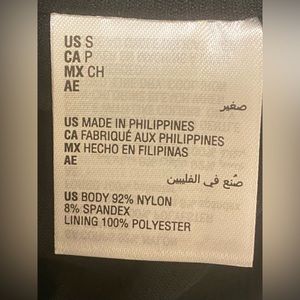 US S
CA P
MX CH
AE
صغير
US MADE IN PHILIPPINES
CA FABRIQUÉ AUX PHILIPPINES
MX HECHO EN FILIPINAS
AE
صُنع في الفلبين
US BODY 92% NYLON
8% SPANDEX
LINING 100% POLYESTER